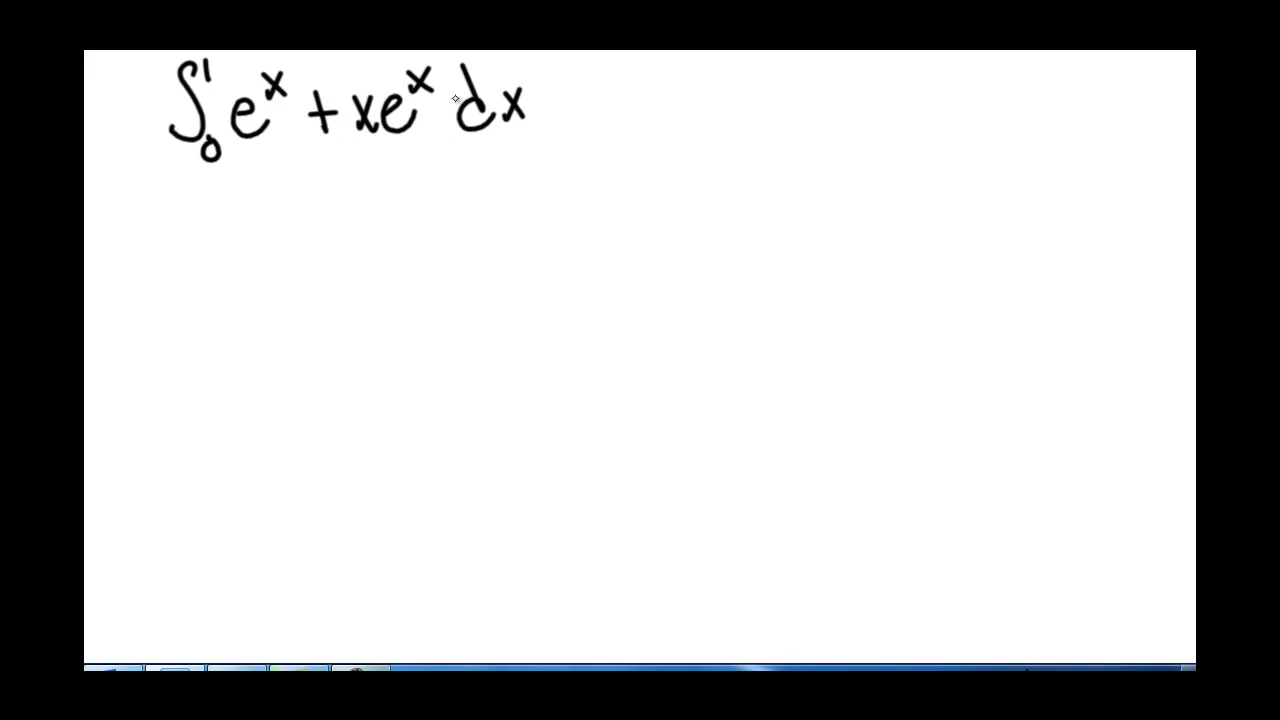 ∫₀¹ eˣ + xeˣ dx